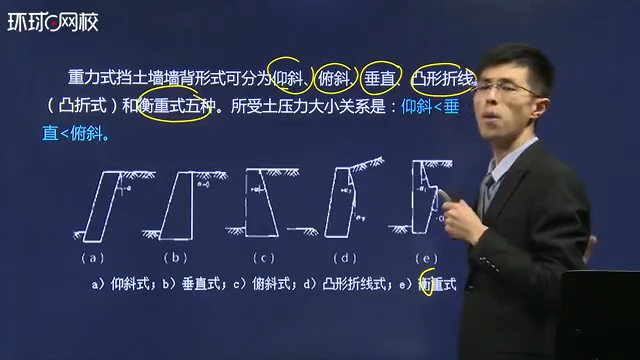 环球网校
重力式挡土墙墙背形式可分为仰斜、俯斜、垂直、凸形折线
（凸折式）和衡重式五种。所受土压力大小关系是：仰斜<垂
直<俯斜。
(a) (b) (c) (d) (e)
a）仰斜式；b）垂直式；c）俯斜式；d）凸形折线式；e）衡重式